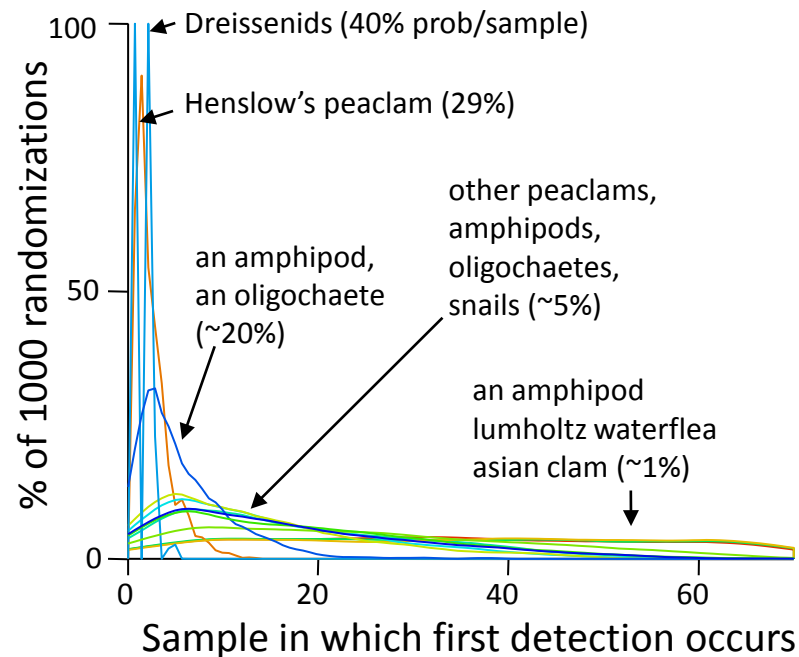 100
Dreissenids (40% prob/sample)
Henslow's peaclam (29%)
other peaclams,
amphipods,
oligochaetes,
snails (~5%)
an amphipod,
an oligochaete
(~20%)
50
an amphipod
lumholtz waterflea
asian clam (~1%)
% of 1000 randomizations
0
0 20 40 60
Sample in which first detection occurs